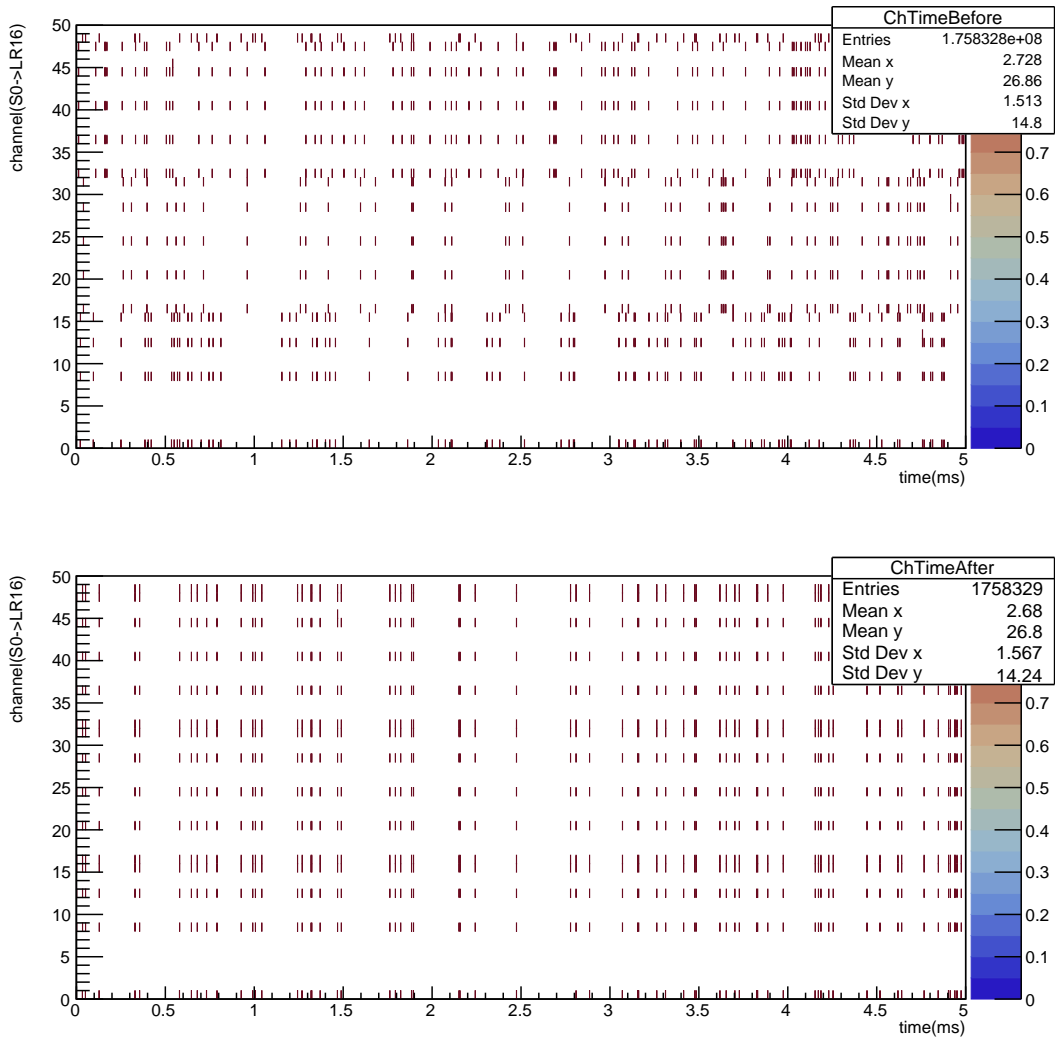 ChTimeBefore
Entries 1.758328e+08
Mean x 2.728
Mean y 26.86
Std Dev x 1.513
Std Dev y 14.8
channel(S0->LR16)
50
45
40
35
30
25
20
15
10
5
0
0 0.5 1 1.5 2 2.5 3 3.5 4 4.5 5
time(ms)
0.7
0.6
0.5
0.4
0.3
0.2
0.1
0
ChTimeAfter
Entries 1758329
Mean x 2.68
Mean y 26.8
Std Dev x 1.567
Std Dev y 14.24
channel(S0->LR16)
50
45
40
35
30
25
20
15
10
5
0
0 0.5 1 1.5 2 2.5 3 3.5 4 4.5 5
time(ms)
0.7
0.6
0.5
0.4
0.3
0.2
0.1
0